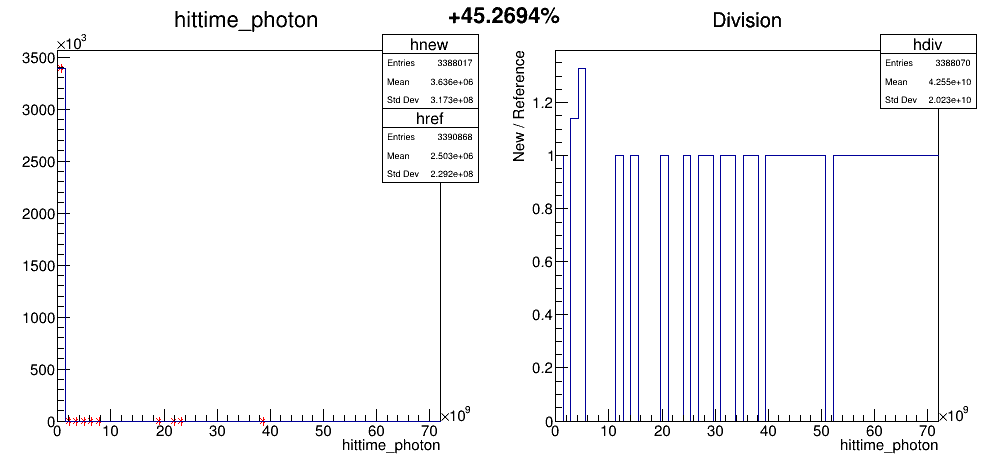 +45.2694%
hittime_photon
×10³
hnew
Entries 3388017
Mean 3.636e+06
Std Dev 3.173e+08
href
Entries 3390868
Mean 2.503e+06
Std Dev 2.292e+08
3500
3000
2500
2000
1500
1000
500
0
0 10 20 30 40 50 60 70
×10⁹
hittime_photon
Division
hdiv
Entries 3388070
Mean 4.255e+10
Std Dev 2.023e+10
New / Reference
1.2
1
0.8
0.6
0.4
0.2
0
0 10 20 30 40 50 60 70
×10⁹
hittime_photon